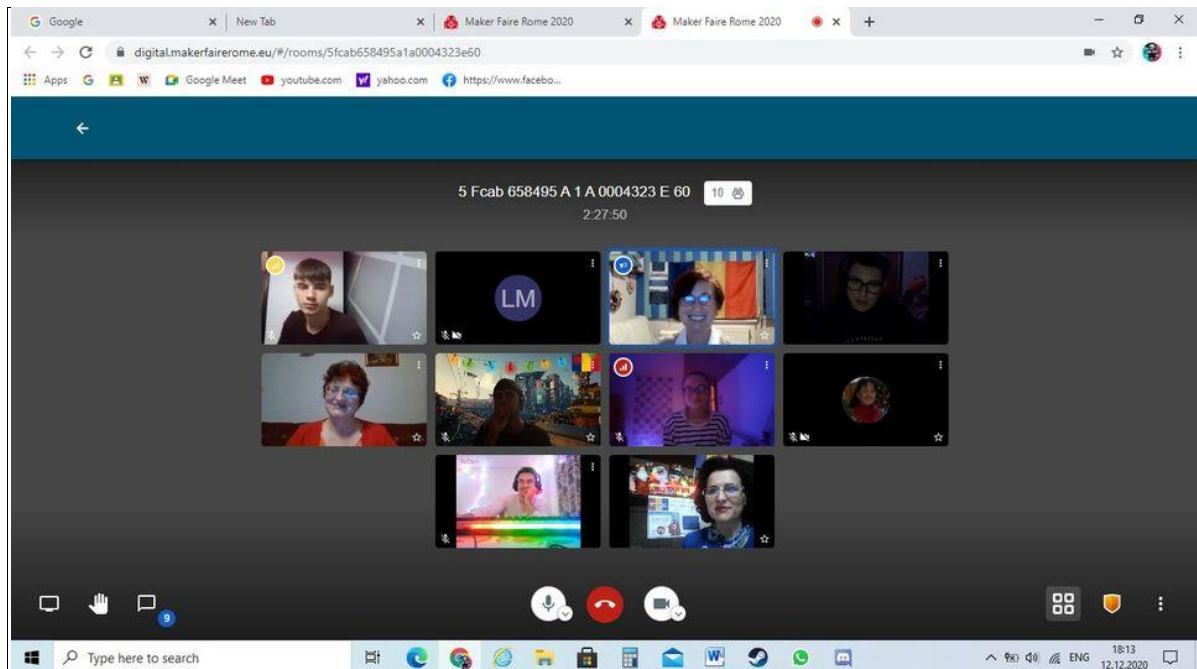 Google
New Tab
Maker Faire Rome 2020
Maker Faire Rome 2020
digital.makerfairerome.eu/#/rooms/5fcab658495a1a0004323e60
Apps
Google Meet
youtube.com
yahoo.com
https://www.facebo...
5 Fcab 658495 A 1 A 0004323 E 60
10
2:27:50
LM
9
Type here to search
ENG
18:13
12.12.2020